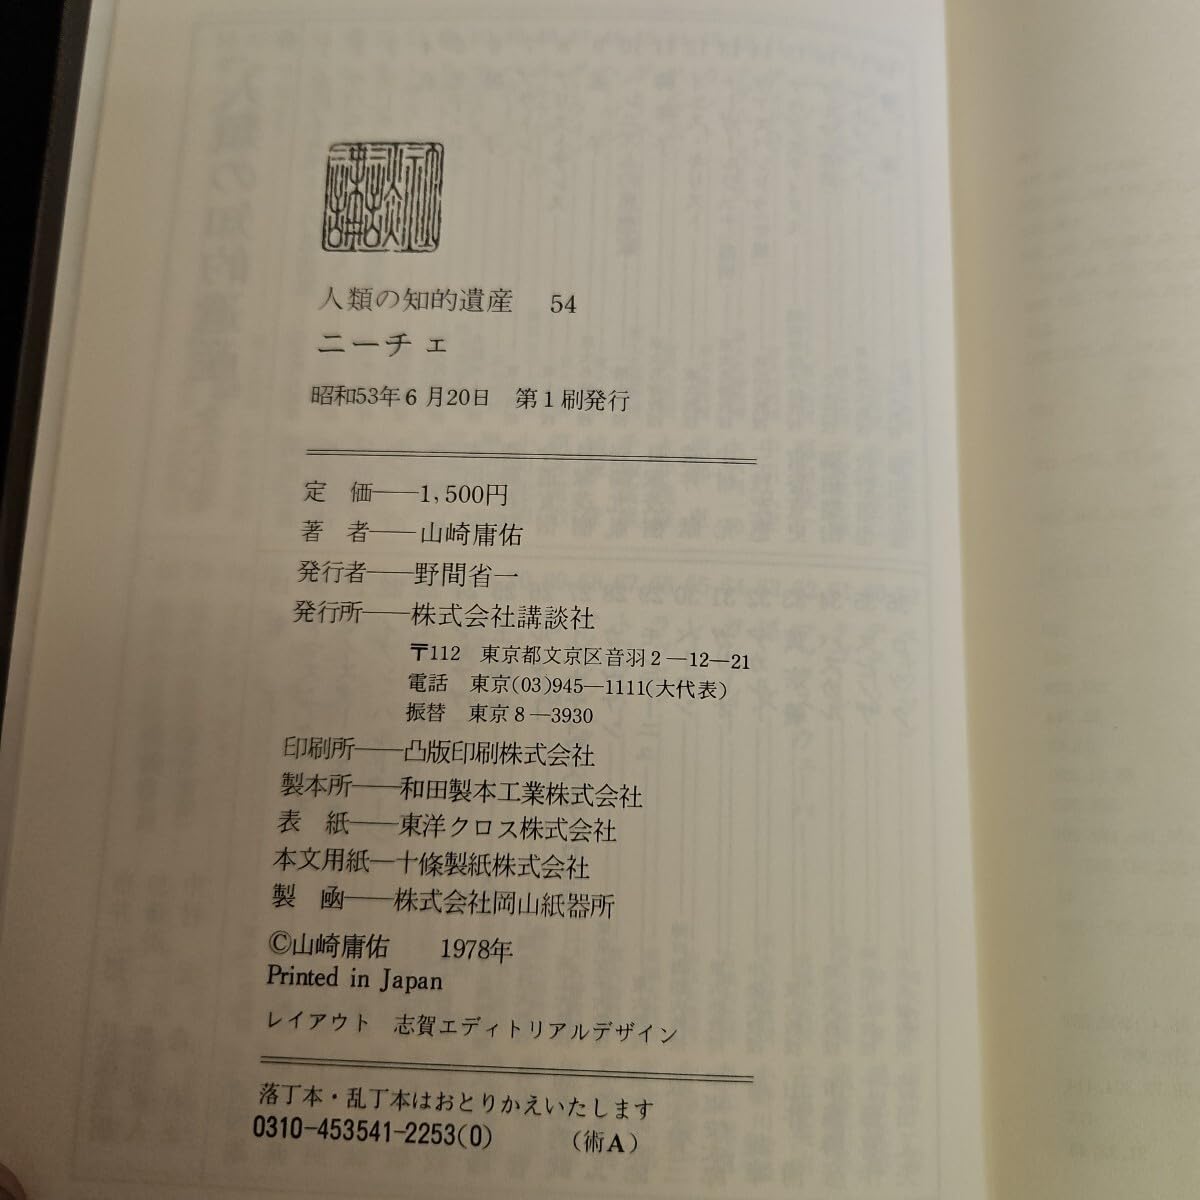 講談社
人類の知的遺産 54
ニーチェ
昭和53年6月20日 第1刷発行
定 価——1,500円
著 者——山崎庸佑
発行者——野間省一
発行所——株式会社講談社
〒112 東京都文京区音羽2—12—21
電話 東京(03)945—1111(大代表)
振替 東京8—3930
印刷所——凸版印刷株式会社
製本所——和田製本工業株式会社
表 紙——東洋クロス株式会社
本文用紙—十條製紙株式会社
製 函——株式会社岡山紙器所
©山崎庸佑 1978年
Printed in Japan
レイアウト 志賀エディトリアルデザイン
落丁本・乱丁本はおとりかえいたします
0310-453541-2253(0) (術A)